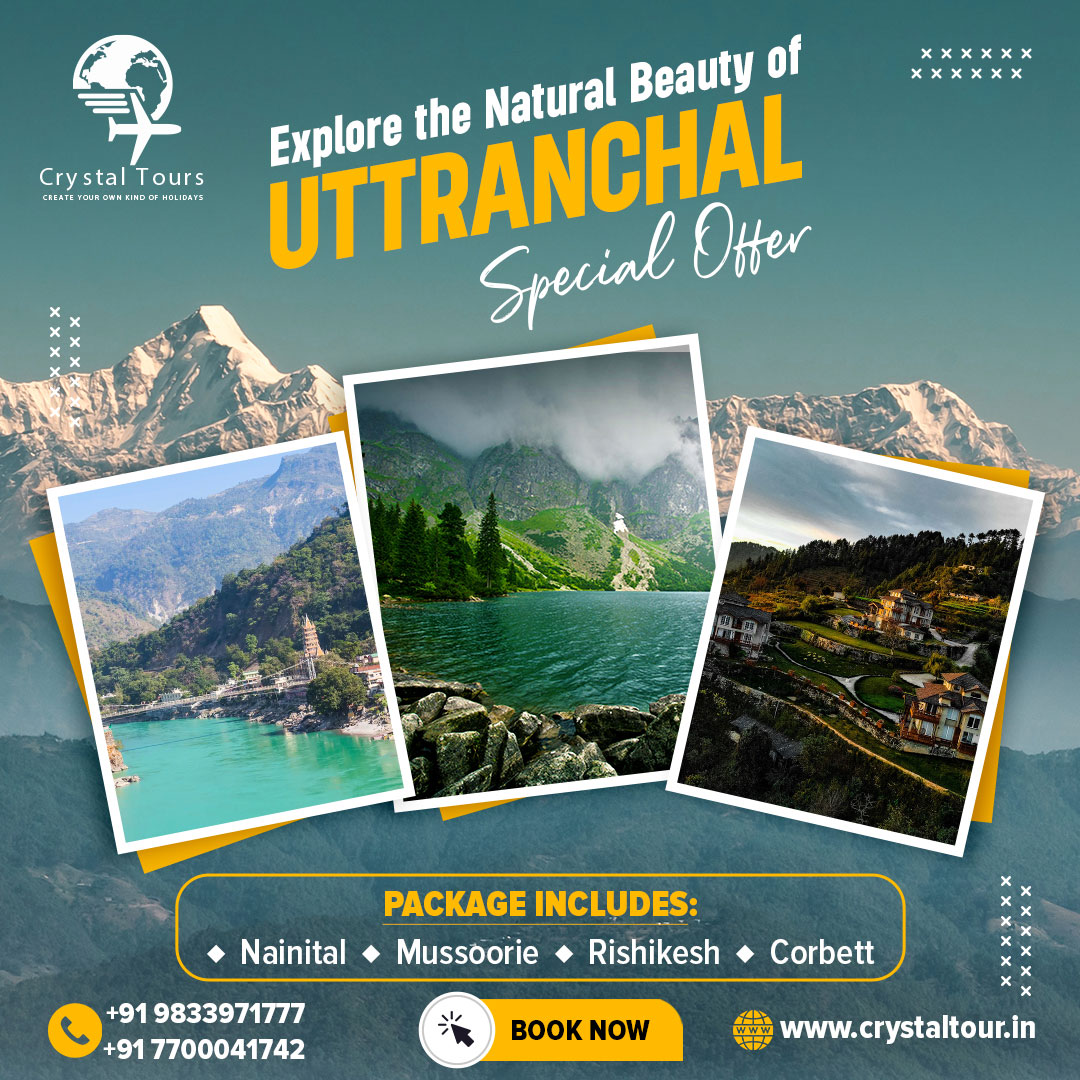 Crystal Tours
CREATE YOUR OWN KIND OF HOLIDAYS
Explore the Natural Beauty of
UTTRANCHAL
Special Offer
PACKAGE INCLUDES:
◆ Nainital ◆ Mussoorie ◆ Rishikesh ◆ Corbett
+91 9833971777
+91 7700041742
BOOK NOW
www.crystaltour.in